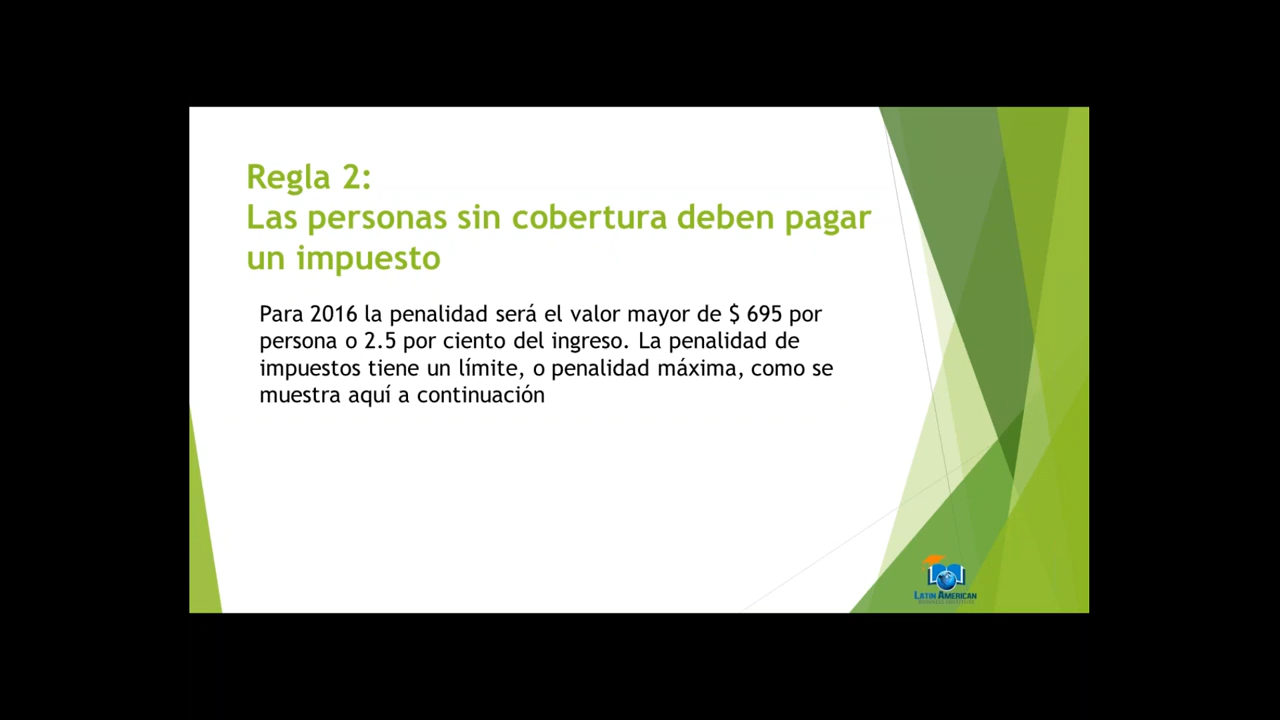 Regla 2:
Las personas sin cobertura deben pagar
un impuesto
Para 2016 la penalidad será el valor mayor de $ 695 por
persona o 2.5 por ciento del ingreso. La penalidad de
impuestos tiene un límite, o penalidad máxima, como se
muestra aquí a continuación
LATIN AMERICAN